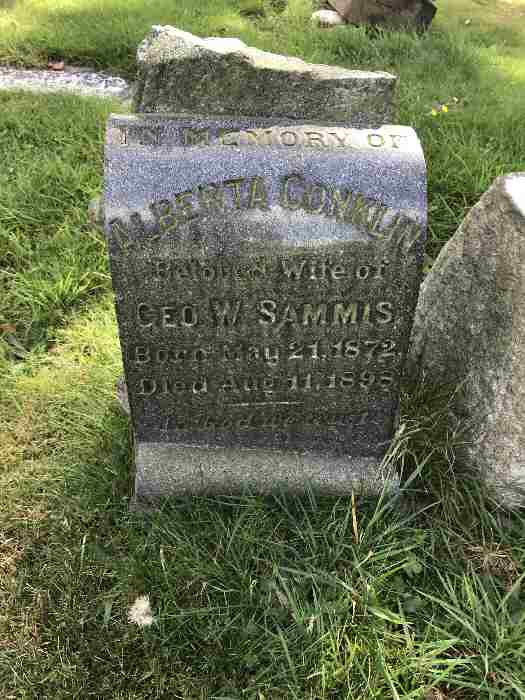 IN MEMORY OF
ALBERTA CONKLIN
Beloved Wife of
GEO. W. SAMMIS
Born May 21, 1872
Died Aug 11, 1898